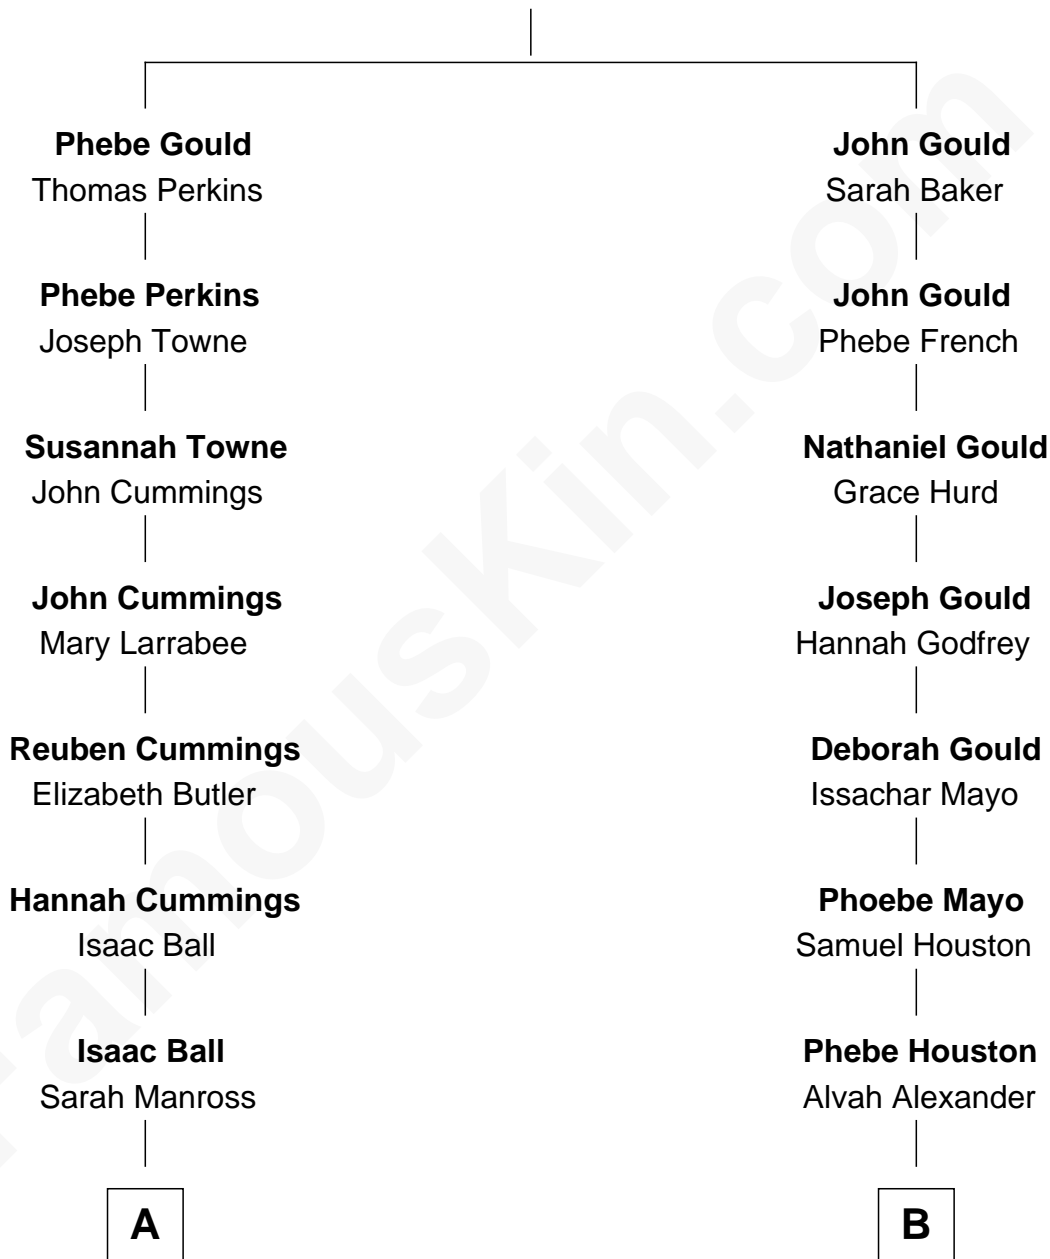 Phebe Gould
Thomas Perkins
John Gould
Sarah Baker
Phebe Perkins
Joseph Towne
John Gould
Phebe French
Susannah Towne
John Cummings
Nathaniel Gould
Grace Hurd
John Cummings
Mary Larrabee
Joseph Gould
Hannah Godfrey
Reuben Cummings
Elizabeth Butler
Deborah Gould
Issachar Mayo
Hannah Cummings
Isaac Ball
Phoebe Mayo
Samuel Houston
Isaac Ball
Sarah Manross
Phebe Houston
Alvah Alexander
A
B
FamousKin.com